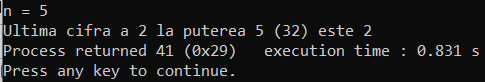 n = 5
Ultima cifra a 2 la puterea 5 (32) este 2
Process returned 41 (0x29)   execution time : 0.831 s
Press any key to continue.